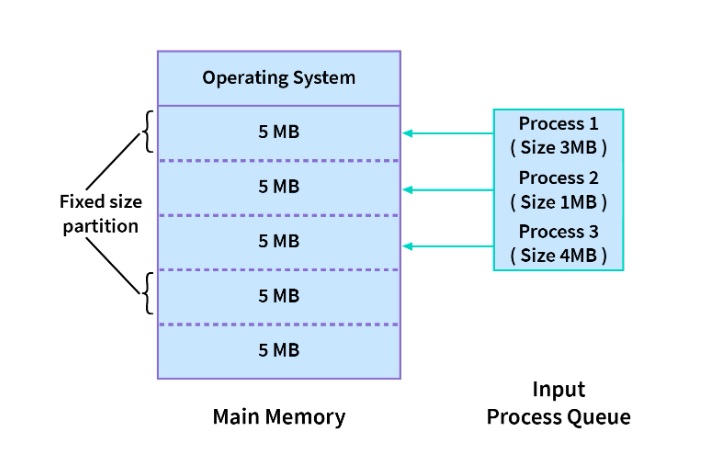 Operating System
5 MB
5 MB
5 MB
5 MB
5 MB
Fixed size
partition
Process 1
( Size 3MB )
Process 2
( Size 1MB )
Process 3
( Size 4MB )
Main Memory
Input
Process Queue